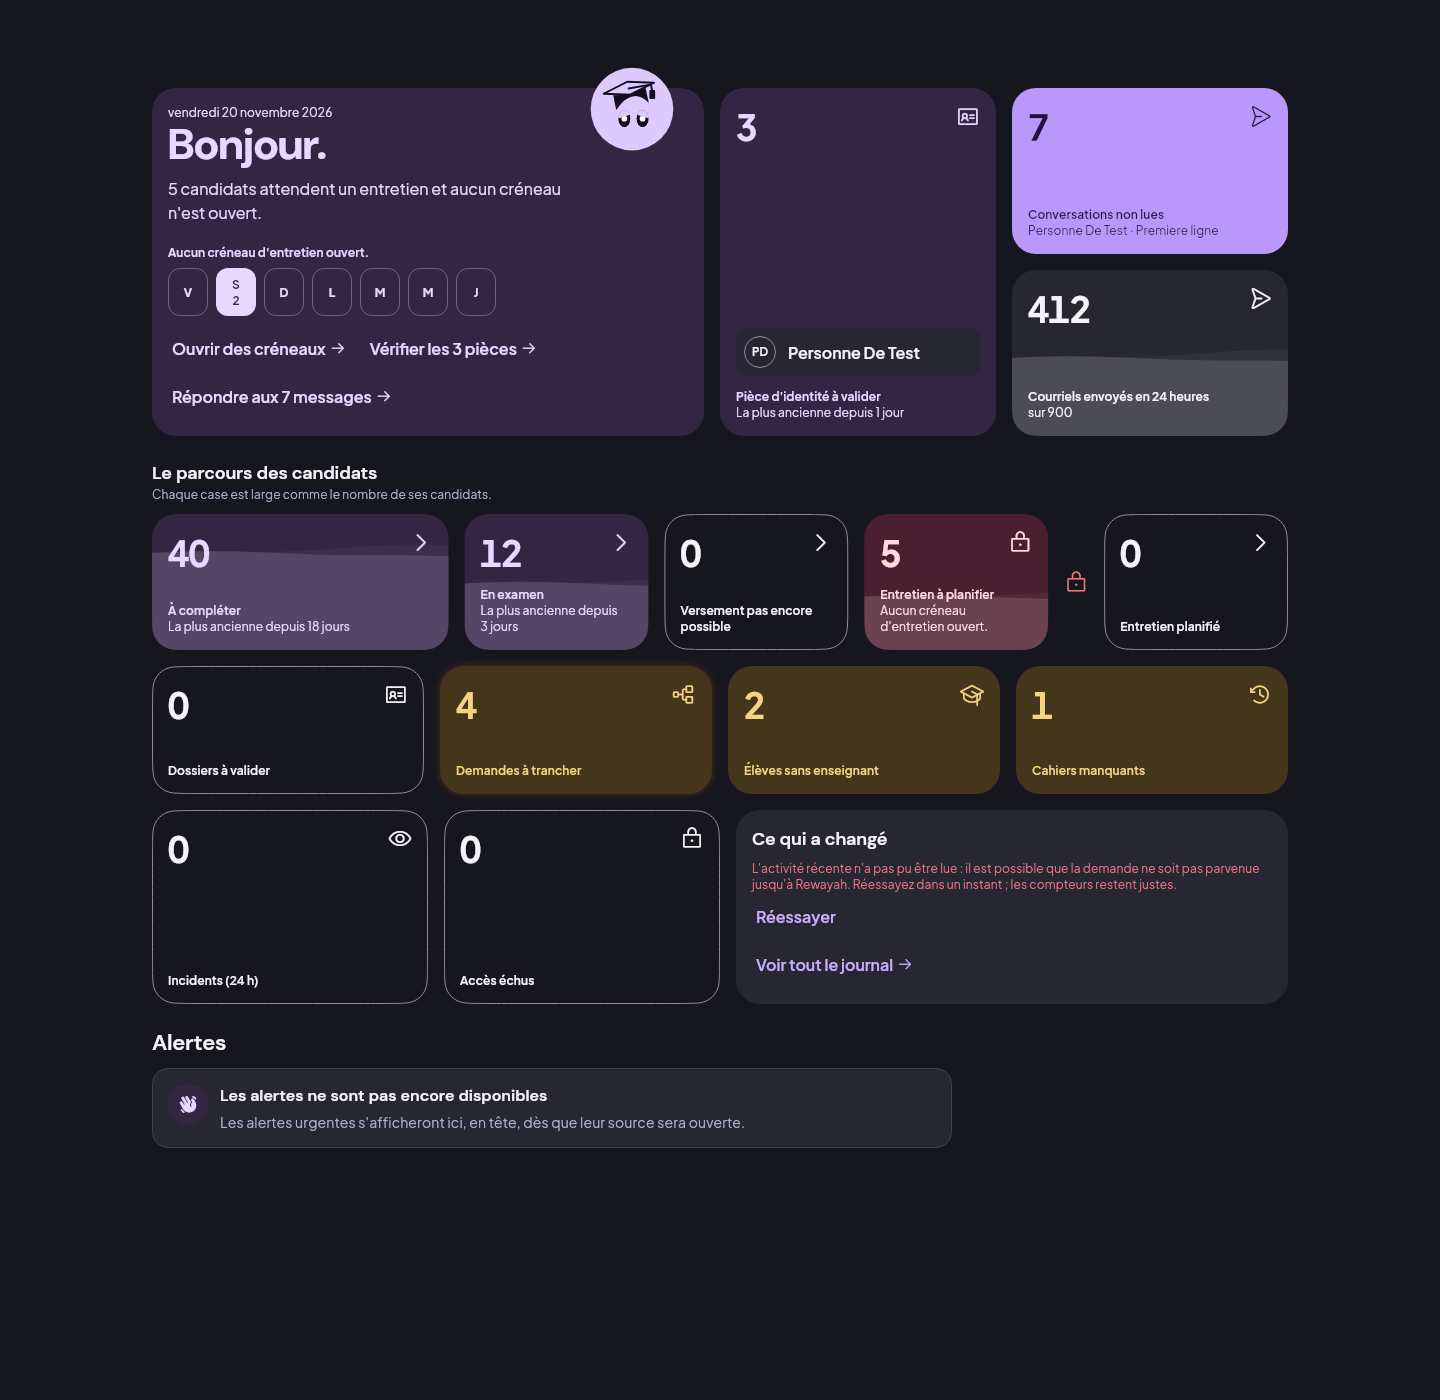 vendredi 20 novembre 2026
Bonjour.
5 candidats attendent un entretien et aucun créneau
n'est ouvert.
Aucun créneau d'entretien ouvert.
V
S
2
D
L
M
M
J
Ouvrir des créneaux →
Vérifier les 3 pièces →
Répondre aux 7 messages →
3
PD
Personne De Test
Pièce d'identité à valider
La plus ancienne depuis 1 jour
7
Conversations non lues
Personne De Test · Premiere ligne
412
Courriels envoyés en 24 heures
sur 900
Le parcours des candidats
Chaque case est large comme le nombre de ses candidats.
40
À compléter
La plus ancienne depuis 18 jours
12
En examen
La plus ancienne depuis
3 jours
0
Versement pas encore
possible
5
Entretien à planifier
Aucun créneau
d'entretien ouvert.
0
Entretien planifié
0
Dossiers à valider
4
Demandes à trancher
2
Élèves sans enseignant
1
Cahiers manquants
0
Incidents (24 h)
0
Accès échus
Ce qui a changé
L'activité récente n'a pas pu être lue : il est possible que la demande ne soit pas parvenue
jusqu'à Rewayah. Réessayez dans un instant ; les compteurs restent justes.
Réessayer
Voir tout le journal →
Alertes
Les alertes ne sont pas encore disponibles
Les alertes urgentes s'afficheront ici, en tête, dès que leur source sera ouverte.